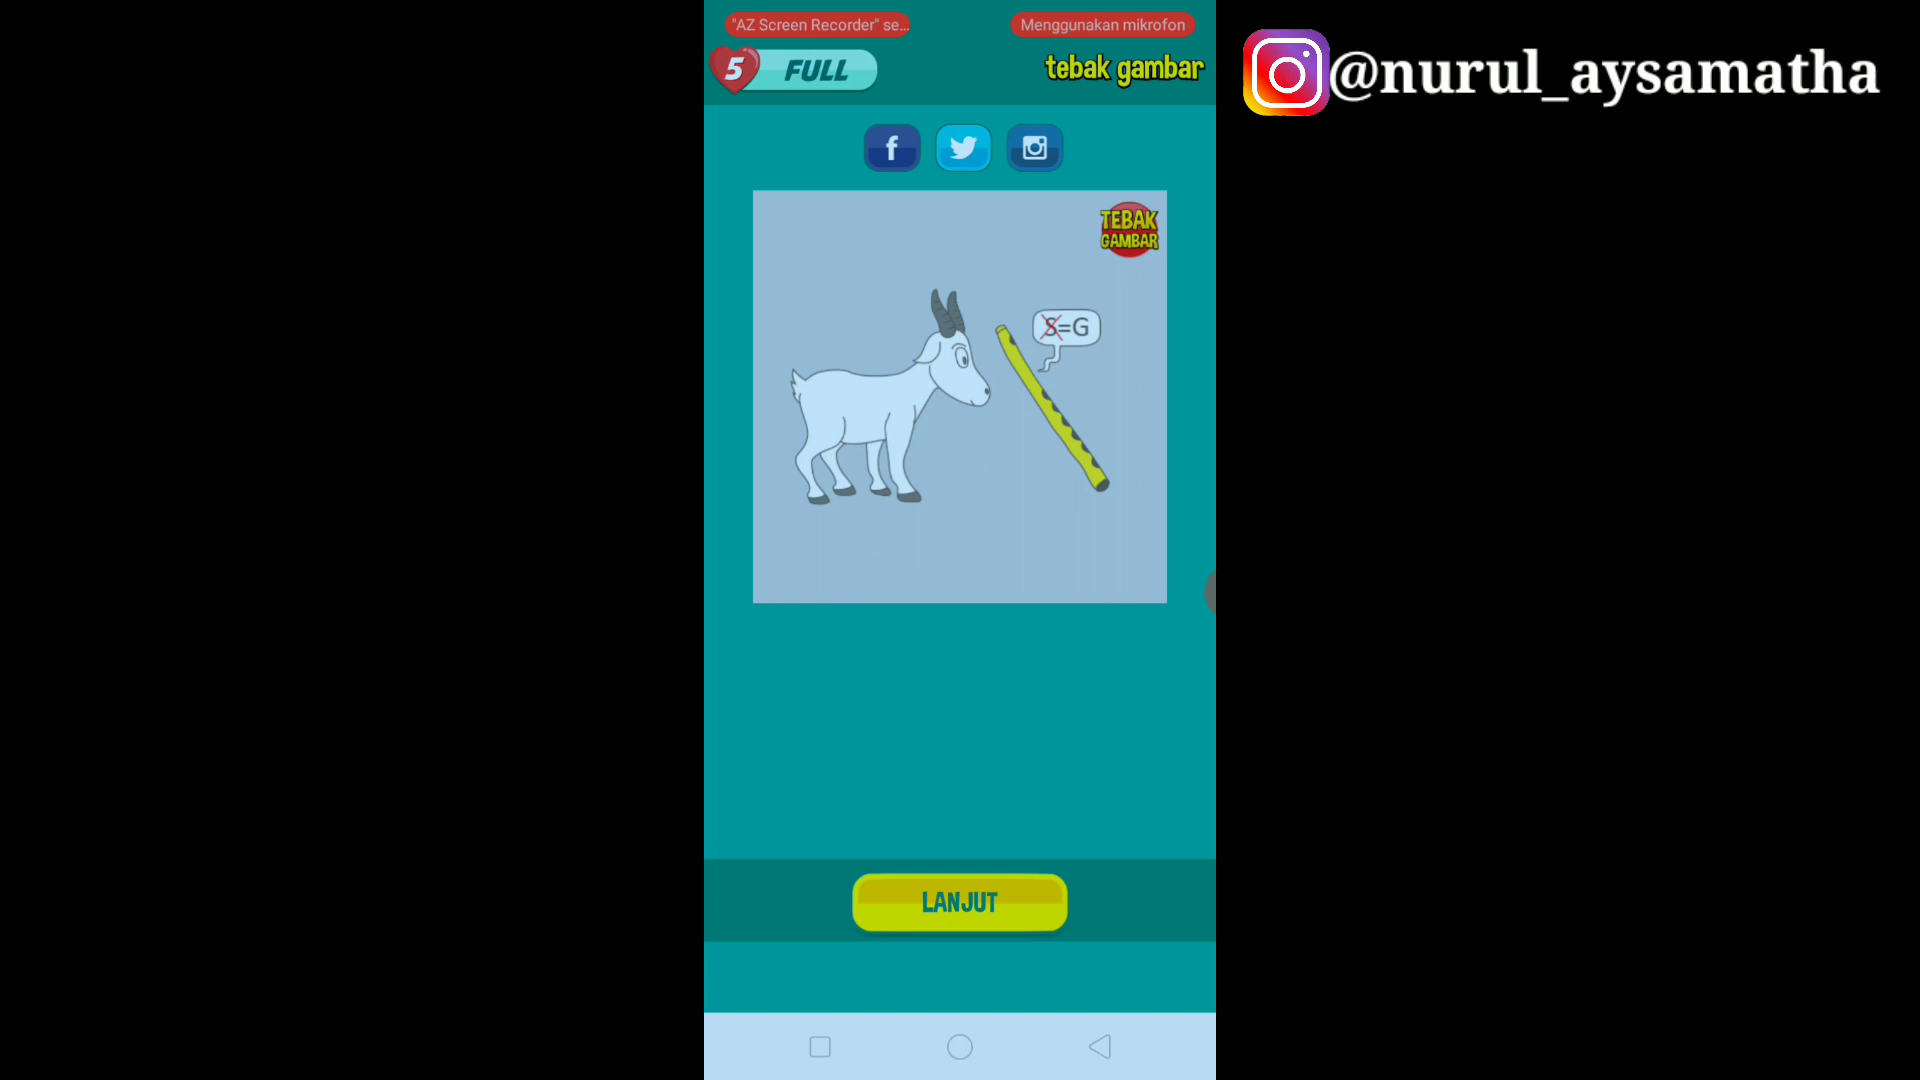 "AZ Screen Recorder" se...
Menggunakan mikrofon
5
FULL
tebak gambar
@nurul_aysamatha
f
TEBAK
GAMBAR
S=G
LANJUT